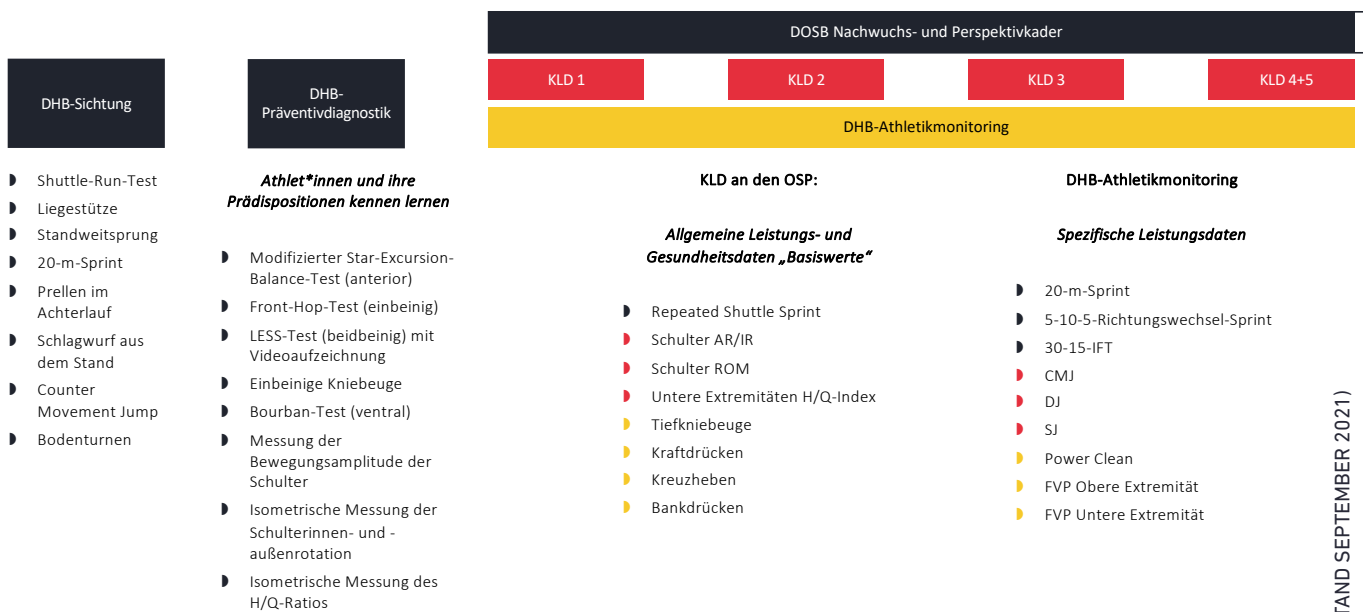 DOSB Nachwuchs- und Perspektivkader
DHB-Sichtung
DHB-
Präventivdiagnostik
KLD 1
KLD 2
KLD 3
KLD 4+5
DHB-Athletikmonitoring
Shuttle-Run-Test
Liegestütze
Standweitsprung
20-m-Sprint
Prellen im
Achterlauf
Schlagwurf aus
dem Stand
Counter
Movement Jump
Bodenturnen
Athlet*innen und ihre
Prädispositionen kennen lernen
Modifizierter Star-Excursion-
Balance-Test (anterior)
Front-Hop-Test (einbeinig)
LESS-Test (beidbeinig) mit
Videoaufzeichnung
Einbeinige Kniebeuge
Bourban-Test (ventral)
Messung der
Bewegungsamplitude der
Schulter
Isometrische Messung der
Schulterinnen- und -
außenrotation
Isometrische Messung des
H/Q-Ratios
KLD an den OSP:
Allgemeine Leistungs- und
Gesundheitsdaten „Basiswerte“
Repeated Shuttle Sprint
Schulter AR/IR
Schulter ROM
Untere Extremitäten H/Q-Index
Tiefkniebeuge
Kraftdrücken
Kreuzheben
Bankdrücken
DHB-Athletikmonitoring
Spezifische Leistungsdaten
20-m-Sprint
5-10-5-Richtungswechsel-Sprint
30-15-IFT
CMJ
DJ
SJ
Power Clean
FVP Obere Extremität
FVP Untere Extremität
TAND SEPTEMBER 2021)